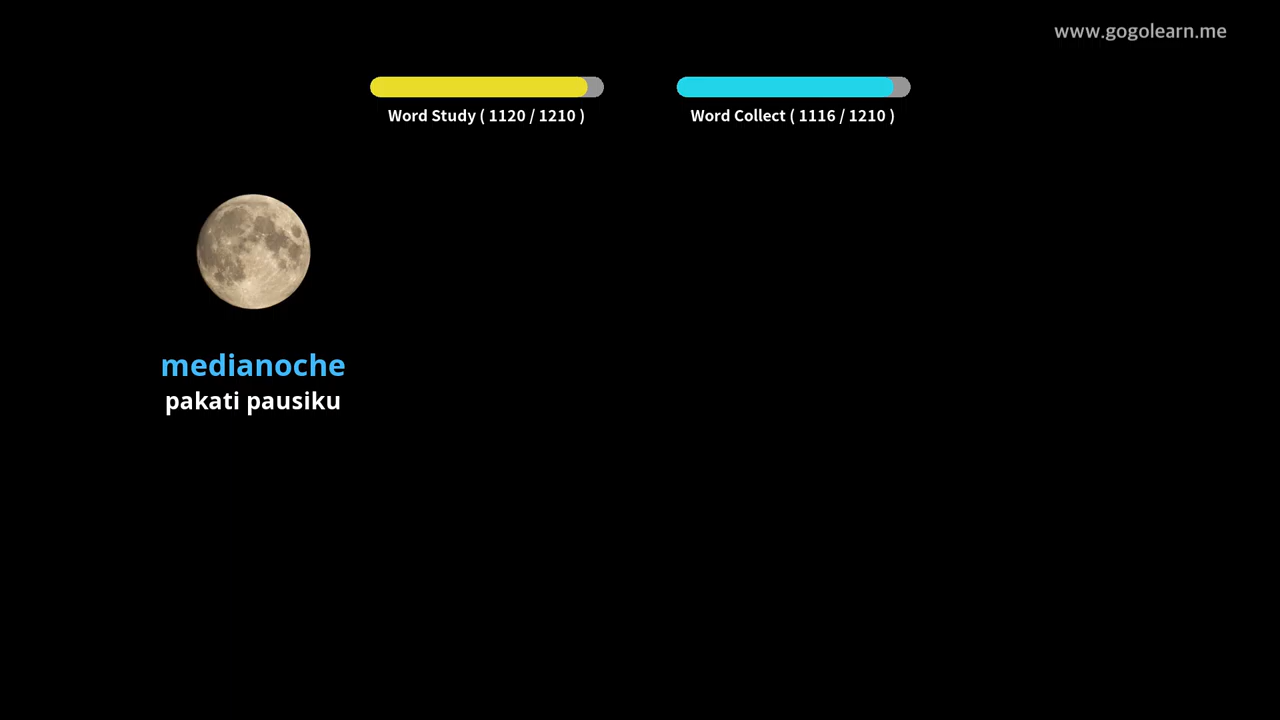 www.gogolearn.me
Word Study ( 1120 / 1210 )
Word Collect ( 1116 / 1210 )
medianoche
pakati pausiku